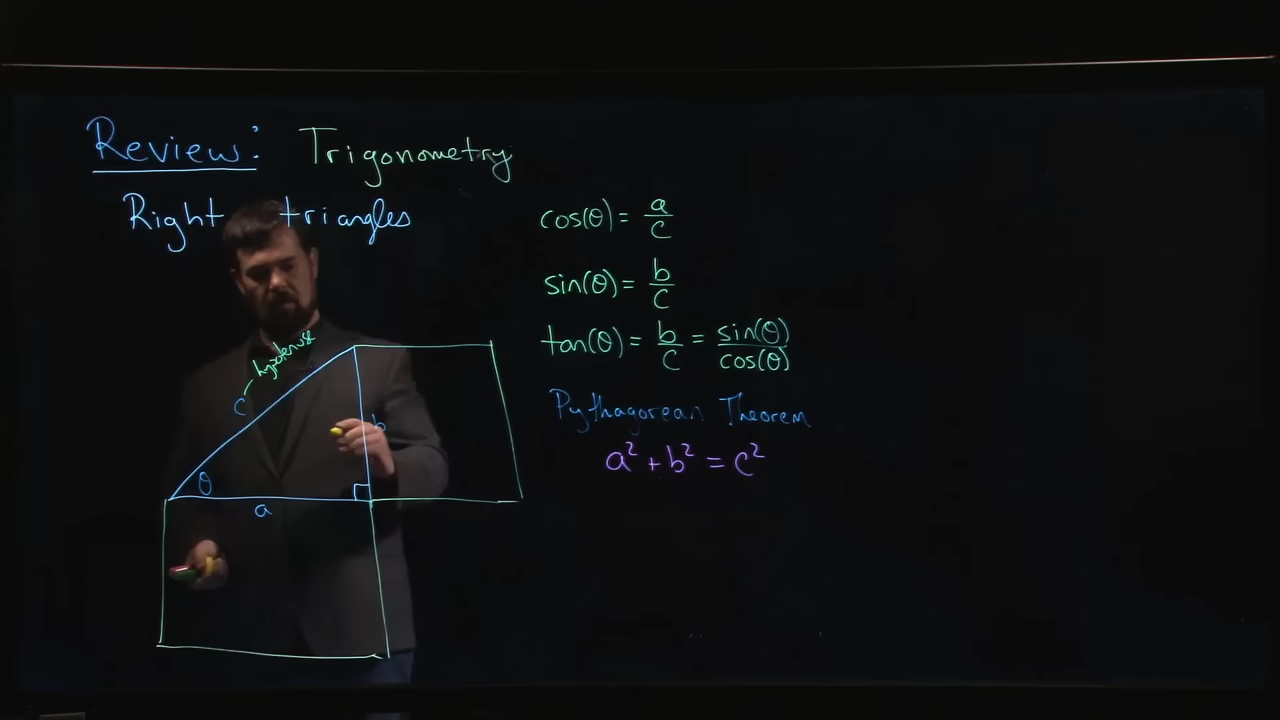 Review: Trigonometry
Right triangles
cos(θ) = a/c
sin(θ) = b/c
tan(θ) = b/c = sin(θ)/cos(θ)
Pythagorean Theorem
a² + b² = c²
hypotenuse
c
b
θ
a